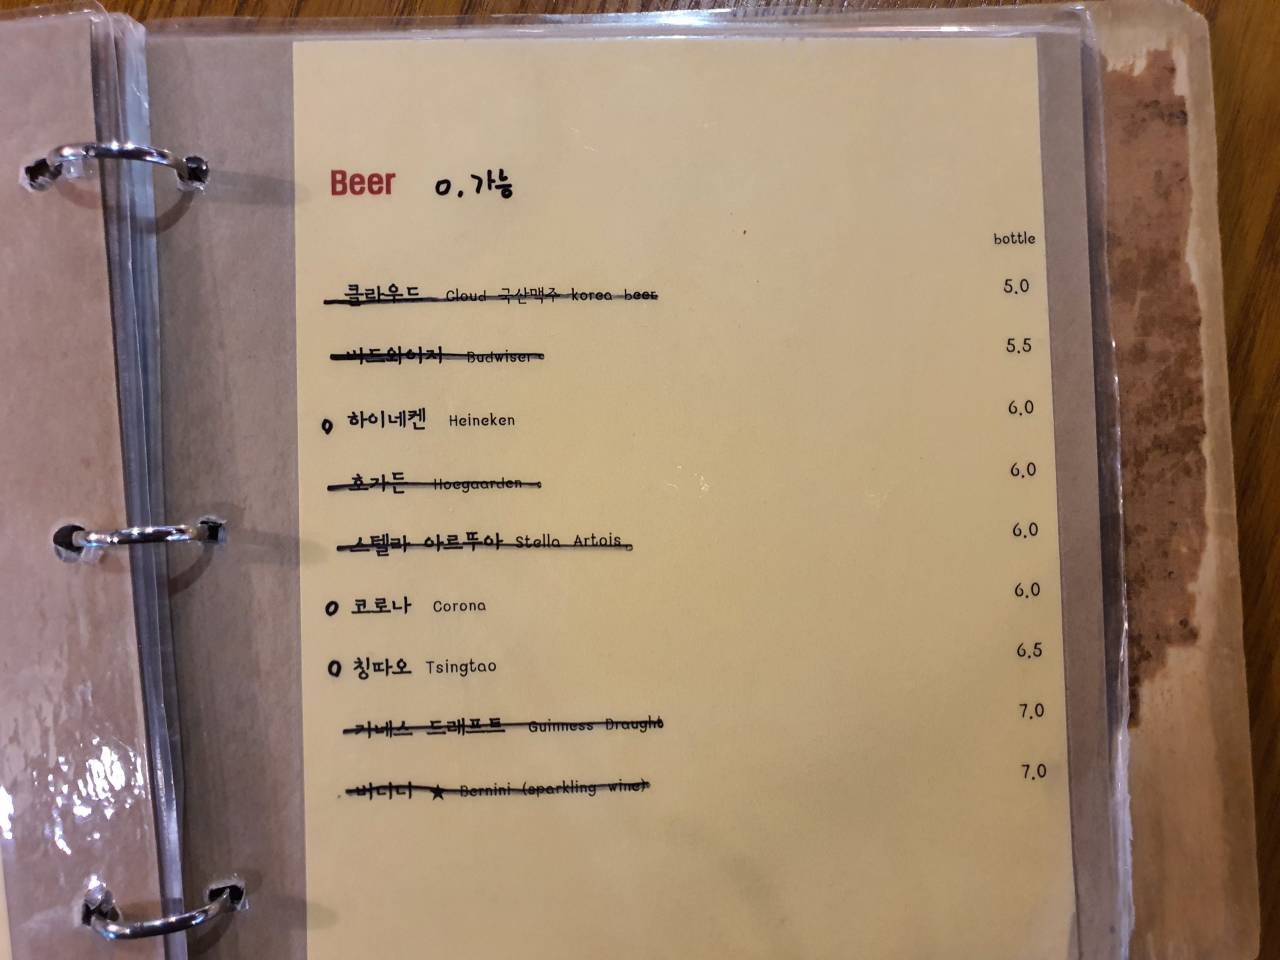 Beer o. 가능
bottle
클라우드 Cloud 국산맥주 korea beer 5.0
버드와이저 Budwiser 5.5
o 하이네켄 Heineken 6.0
호가든 Hoegaarden 6.0
스텔라 아르투아 Stella Artois 6.0
o 코로나 Corona 6.0
o 칭따오 Tsingtao 6.5
기네스 드래프트 Guinness Draught 7.0
버니니 ★ Bernini (sparkling wine) 7.0